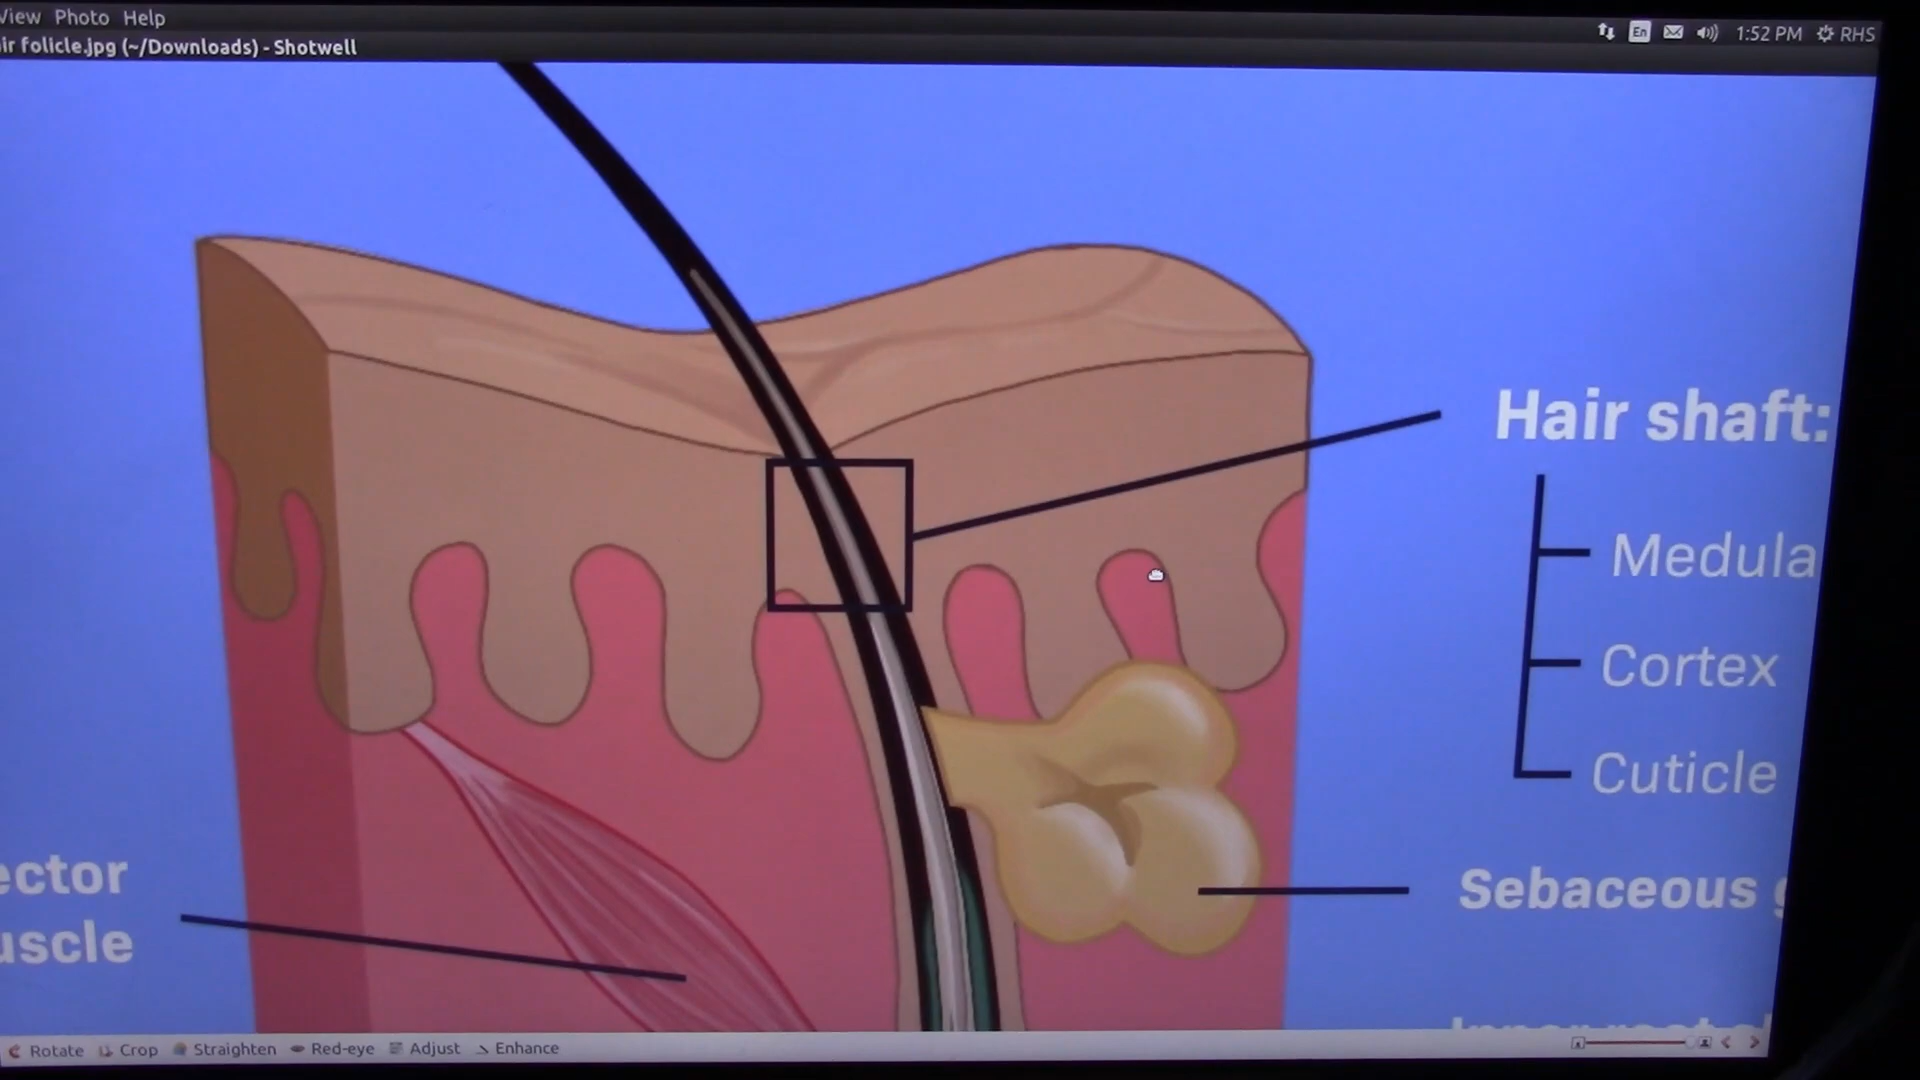 View Photo Help
ir folicle.jpg (~/Downloads) - Shotwell
En 1:52 PM RHS
Hair shaft:
Medula
Cortex
Cuticle
ector
uscle
Sebaceous g
Rotate Crop Straighten Red-eye Adjust Enhance